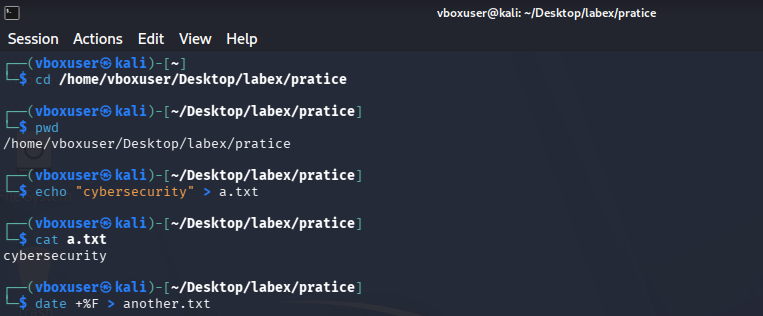 vboxuser@kali: ~/Desktop/labex/pratice
Session Actions Edit View Help
┌──(vboxuser㉿kali)-[~]
└─$ cd /home/vboxuser/Desktop/labex/pratice
┌──(vboxuser㉿kali)-[~/Desktop/labex/pratice]
└─$ pwd
/home/vboxuser/Desktop/labex/pratice
┌──(vboxuser㉿kali)-[~/Desktop/labex/pratice]
└─$ echo "cybersecurity" > a.txt
┌──(vboxuser㉿kali)-[~/Desktop/labex/pratice]
└─$ cat a.txt
cybersecurity
┌──(vboxuser㉿kali)-[~/Desktop/labex/pratice]
└─$ date +%F > another.txt